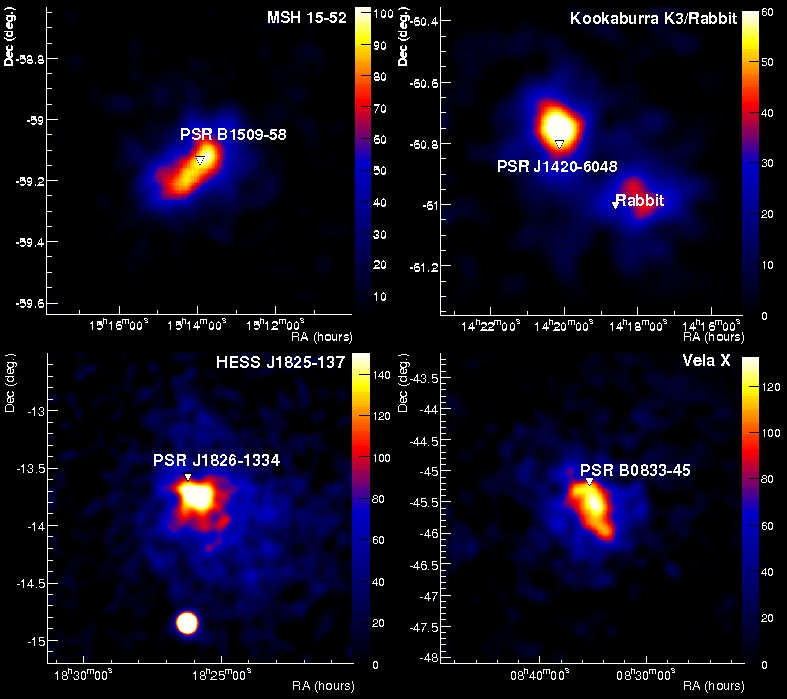 MSH 15-52
Dec (deg.)
-58.8
-59
-59.2
-59.4
-59.6
PSR B1509-58
15h16m00s 15h14m00s 15h12m00s
RA (hours)
100
90
80
70
60
50
40
30
20
10
Kookaburra K3/Rabbit
Dec (deg.)
-60.4
-60.6
-60.8
-61
-61.2
PSR J1420-6048
Rabbit
14h22m00s 14h20m00s 14h18m00s 14h16m00s
RA (hours)
60
50
40
30
20
10
0
HESS J1825-137
Dec (deg.)
-13
-13.5
-14
-14.5
-15
PSR J1826-1334
18h30m00s 18h25m00s
RA (hours)
140
120
100
80
60
40
20
0
Vela X
Dec (deg.)
-43.5
-44
-44.5
-45
-45.5
-46
-46.5
-47
-47.5
-48
PSR B0833-45
08h40m00s 08h30m00s
RA (hours)
120
100
80
60
40
20
0